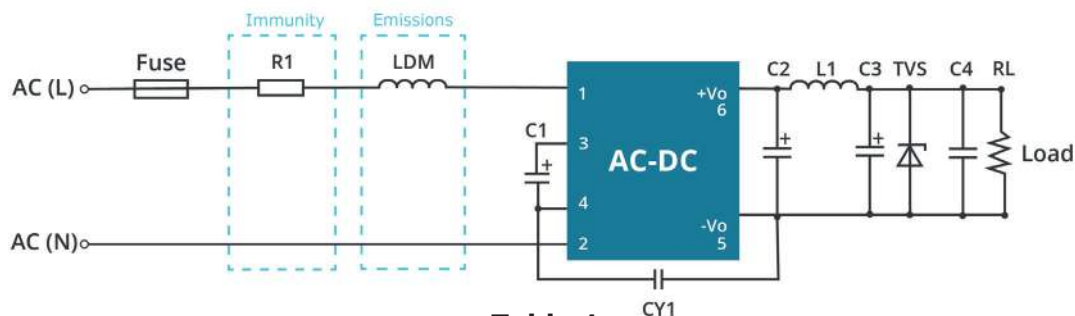 Immunity Emissions
Fuse R1 LDM
AC (L)
C2 L1 C3 TVS C4 RL
1 +Vo
6
C1
+ 3 AC-DC + + Load
4
AC (N) 2 -Vo
5
CY1